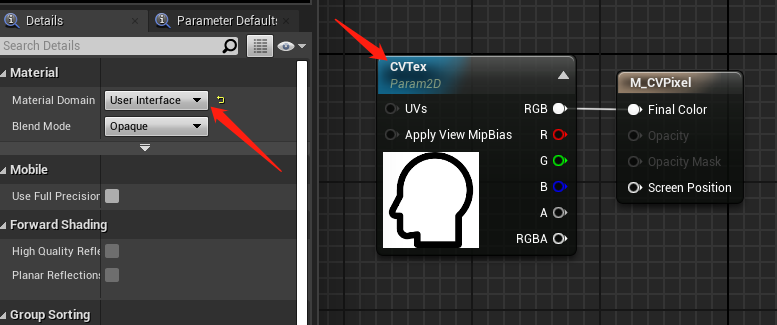 Details
Parameter Defaults
Search Details
Material
Material Domain
User Interface
Blend Mode
Opaque
Mobile
Use Full Precision
Forward Shading
High Quality Refle
Planar Reflections
Group Sorting
CVTex
Param2D
UVs
RGB
Apply View MipBias
R
G
B
A
RGBA
M_CVPixel
Final Color
Opacity
Opacity Mask
Screen Position